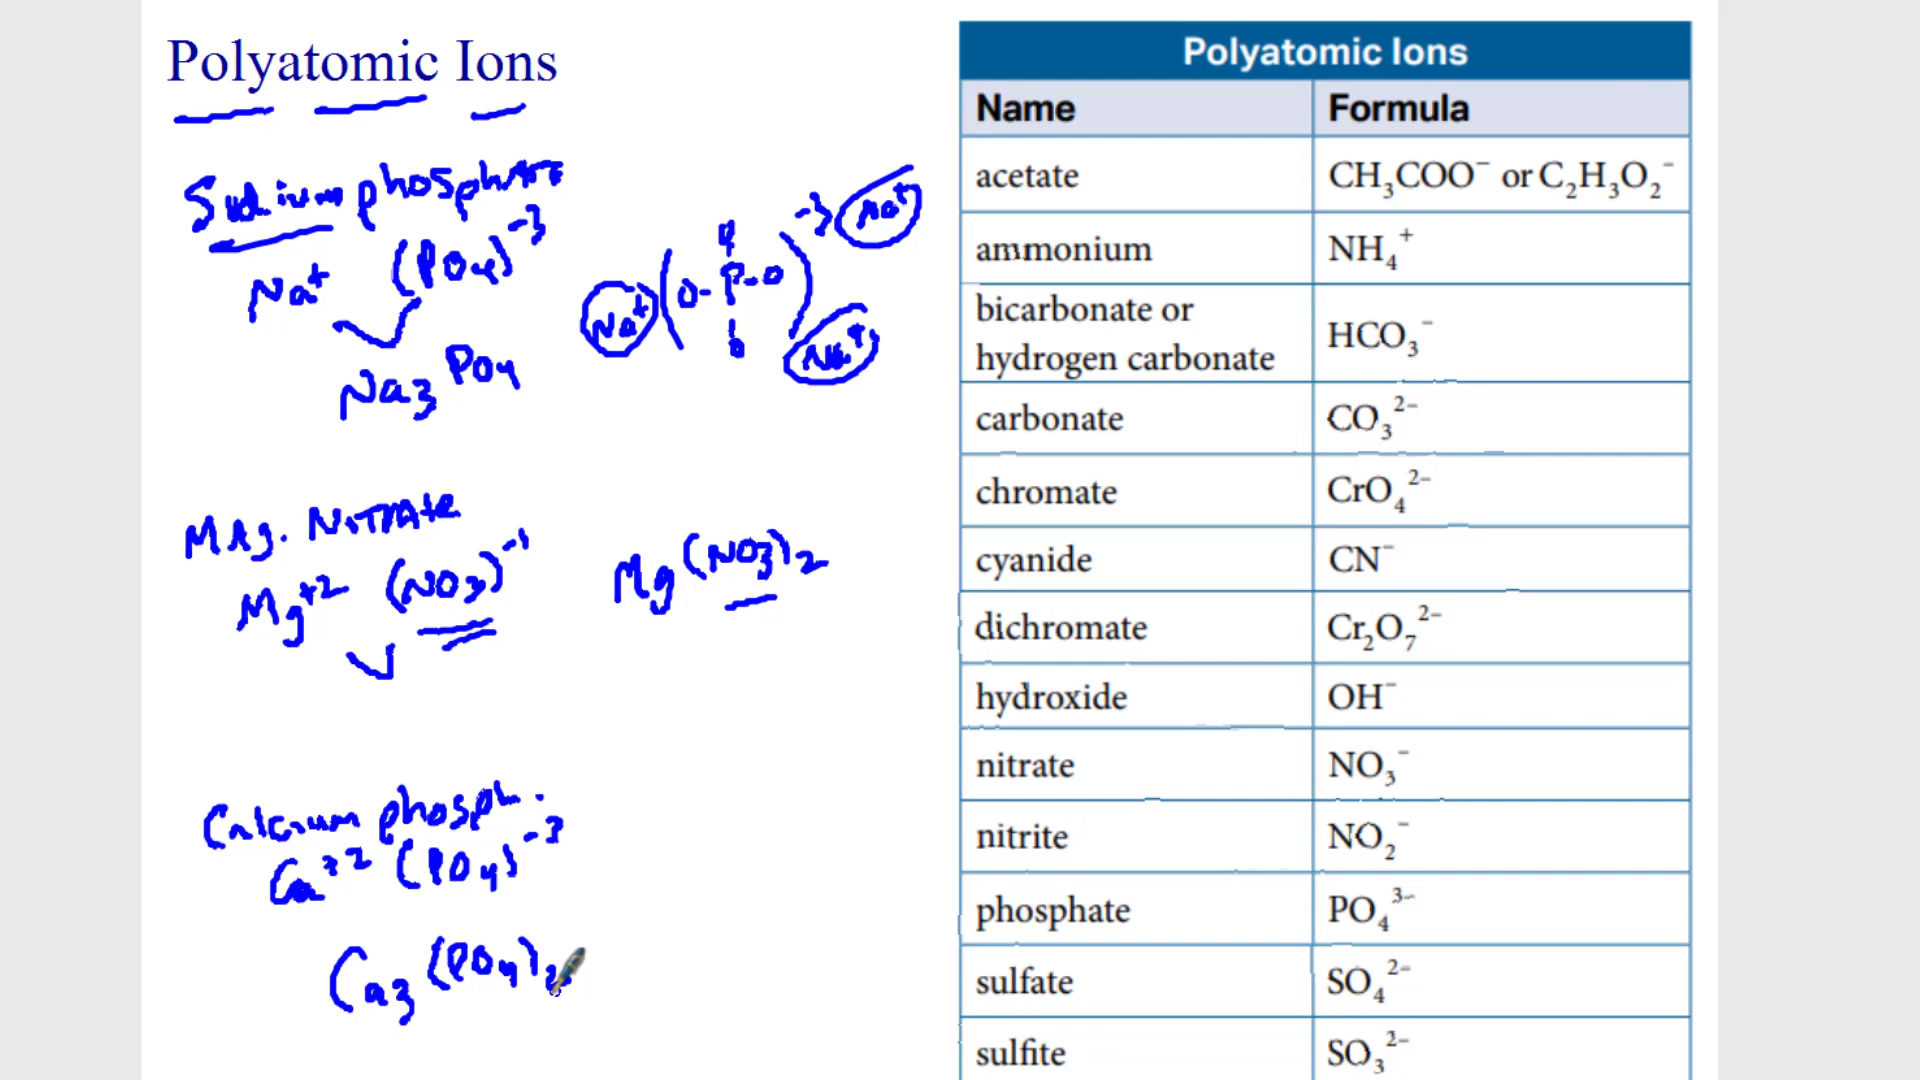 Polyatomic Ions
Sodium phosphate
Na⁺ (PO₄)⁻³
Na₃PO₄
Na⁺ (O-P-O)⁻³ Na⁺
O
O
Na⁺
Mag. Nitrate
Mg⁺² (NO₃)⁻¹
Mg(NO₃)₂
Calcium phosph.
Ca⁺² (PO₄)⁻³
Ca₃(PO₄)₂
Polyatomic Ions
Name Formula
acetate CH₃COO⁻ or C₂H₃O₂⁻
ammonium NH₄⁺
bicarbonate or
hydrogen carbonate HCO₃⁻
carbonate CO₃²⁻
chromate CrO₄²⁻
cyanide CN⁻
dichromate Cr₂O₇²⁻
hydroxide OH⁻
nitrate NO₃⁻
nitrite NO₂⁻
phosphate PO₄³⁻
sulfate SO₄²⁻
sulfite SO₃²⁻